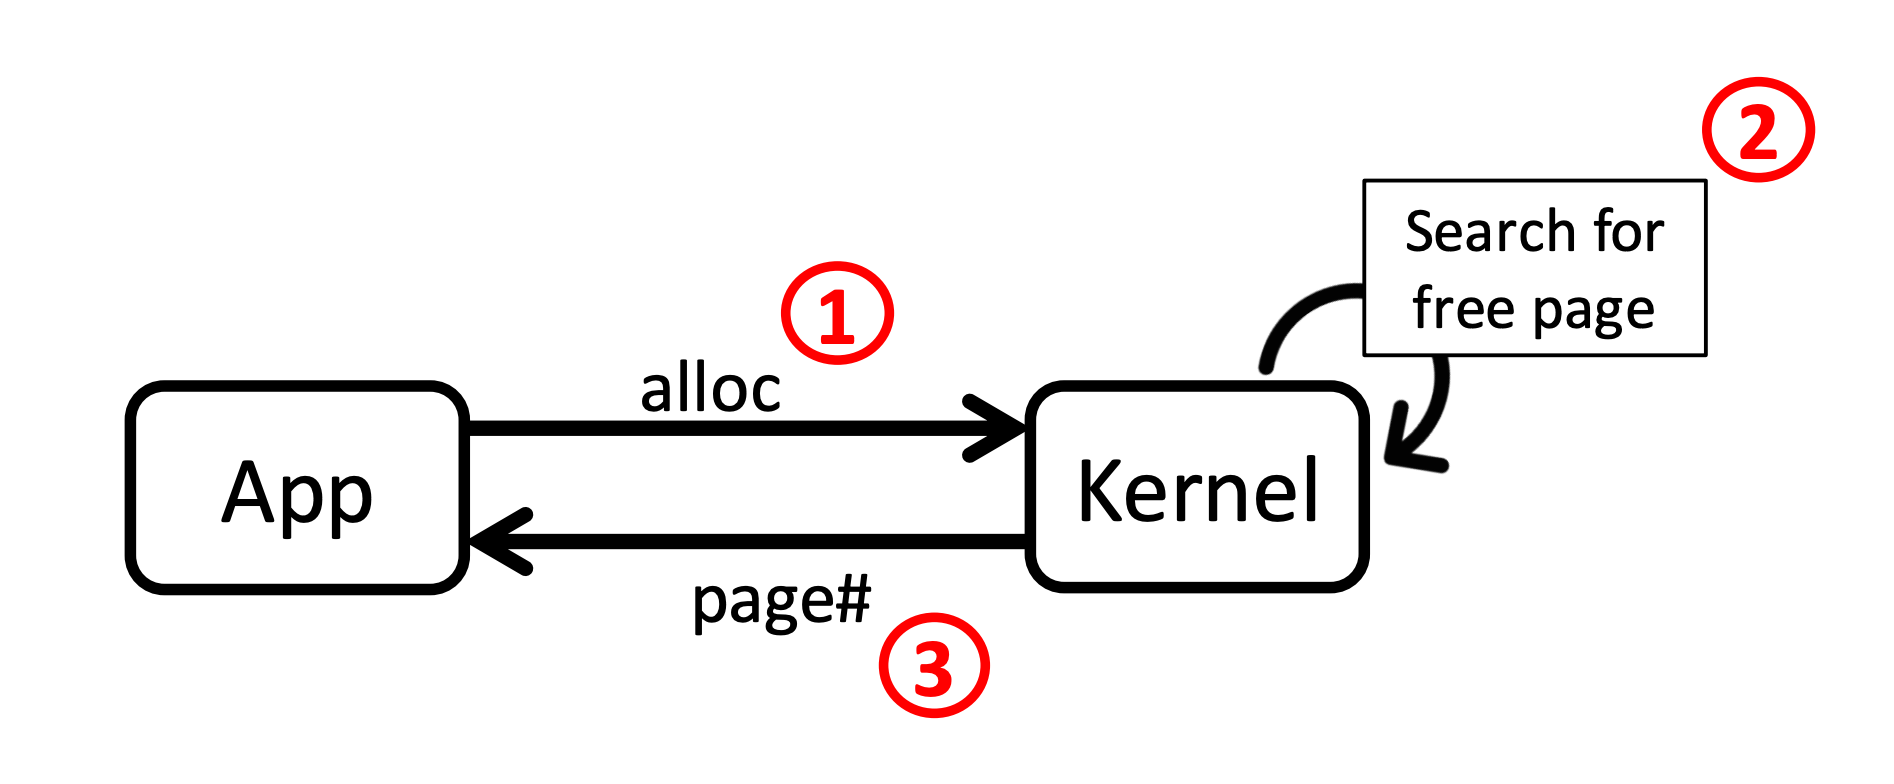 2
Search for
free page
1
alloc
App
Kernel
page#
3